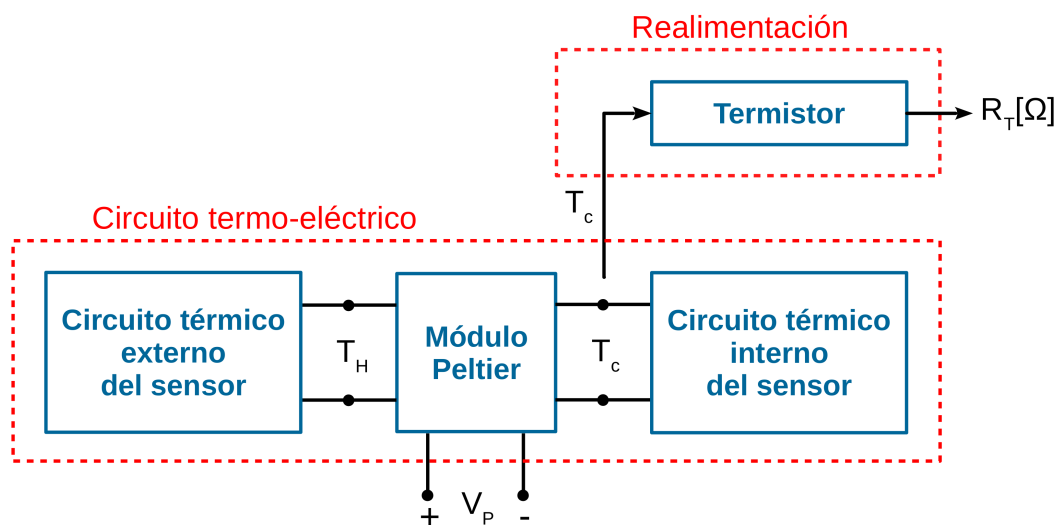 Realimentación
Termistor
R_T[Ω]
T_c
Circuito termo-eléctrico
Circuito térmico
externo
del sensor
T_H
Módulo
Peltier
T_c
Circuito térmico
interno
del sensor
+ V_P -